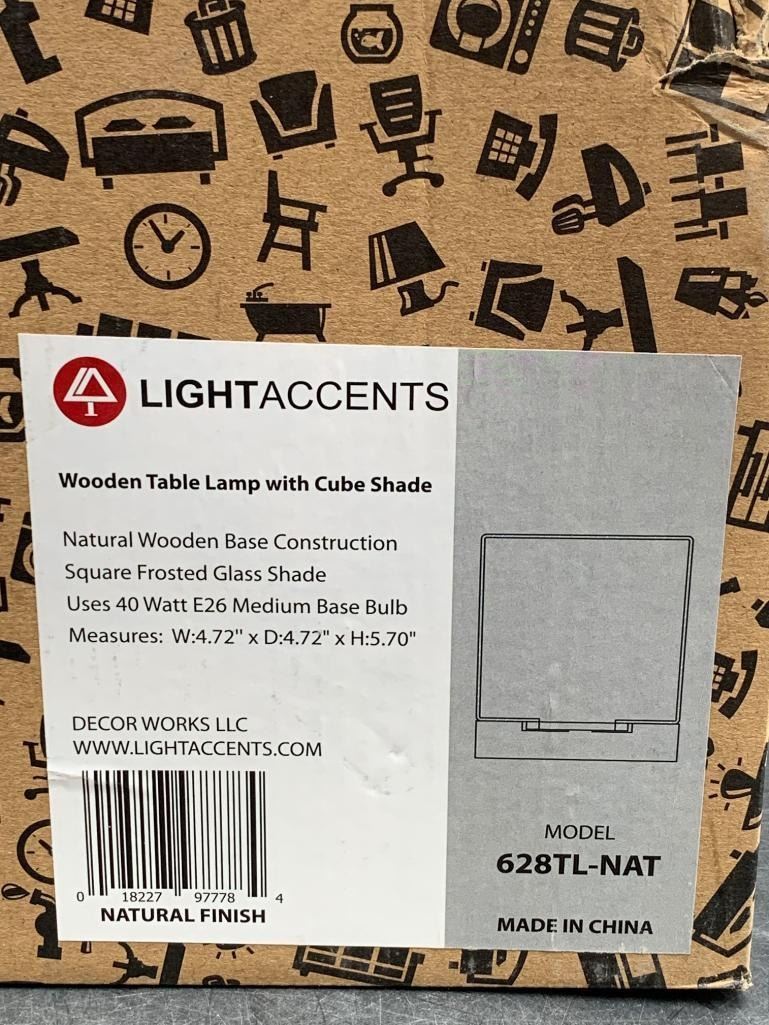 LIGHTACCENTS
Wooden Table Lamp with Cube Shade
Natural Wooden Base Construction
Square Frosted Glass Shade
Uses 40 Watt E26 Medium Base Bulb
Measures: W:4.72" x D:4.72" x H:5.70"
DECOR WORKS LLC
WWW.LIGHTACCENTS.COM
0 18227 97778 4
NATURAL FINISH
MODEL
628TL-NAT
MADE IN CHINA